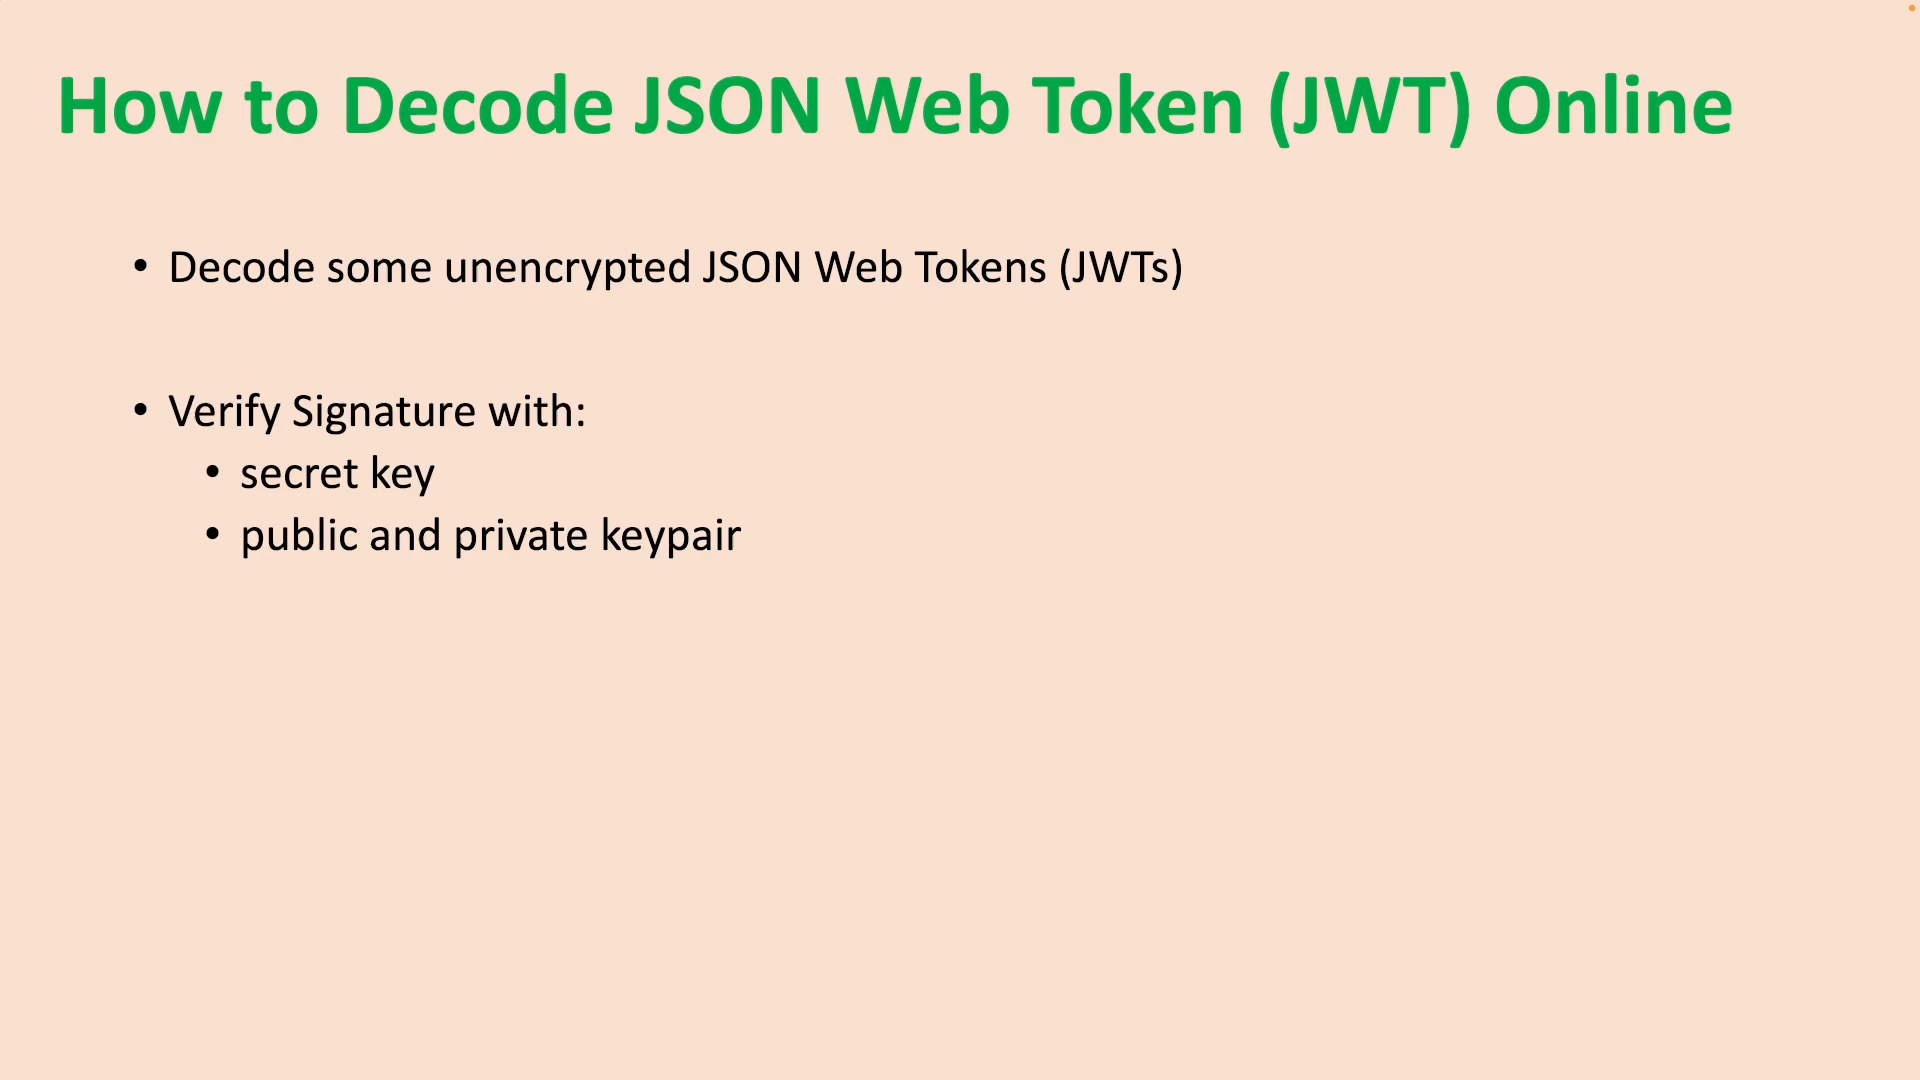 How to Decode JSON Web Token (JWT) Online
• Decode some unencrypted JSON Web Tokens (JWTs)
• Verify Signature with:
• secret key
• public and private keypair